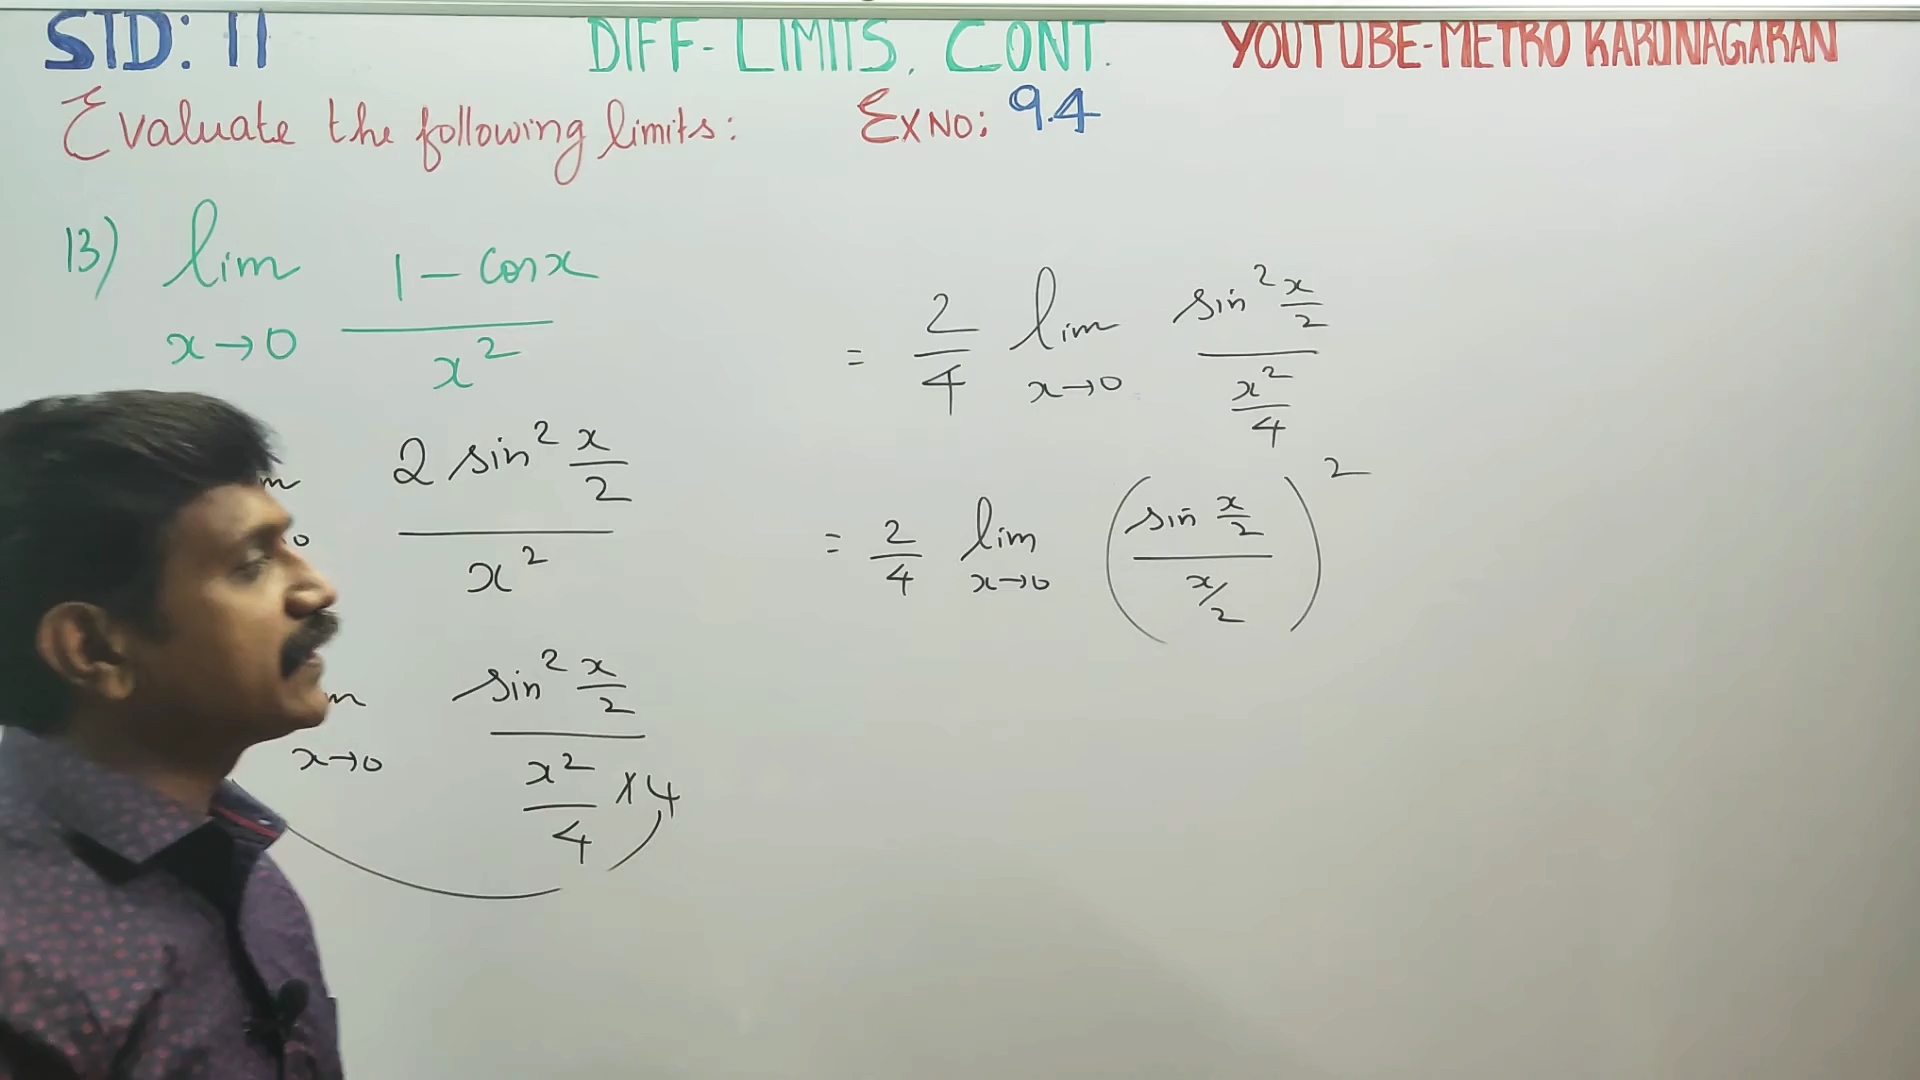 STD: 11 DIFF- LIMITS, CONT. YOUTUBE-METRO KARUNAGARAN
Evaluate the following limits: EX NO: 9.4
13) lim x→0 (1 - cos x) / x²
2 sin² x/2 / x²
x→0 sin² x/2 / (x²/4 × 4)
= 2/4 lim x→0 sin² x/2 / (x²/4)
= 2/4 lim x→0 (sin x/2 / x/2)²